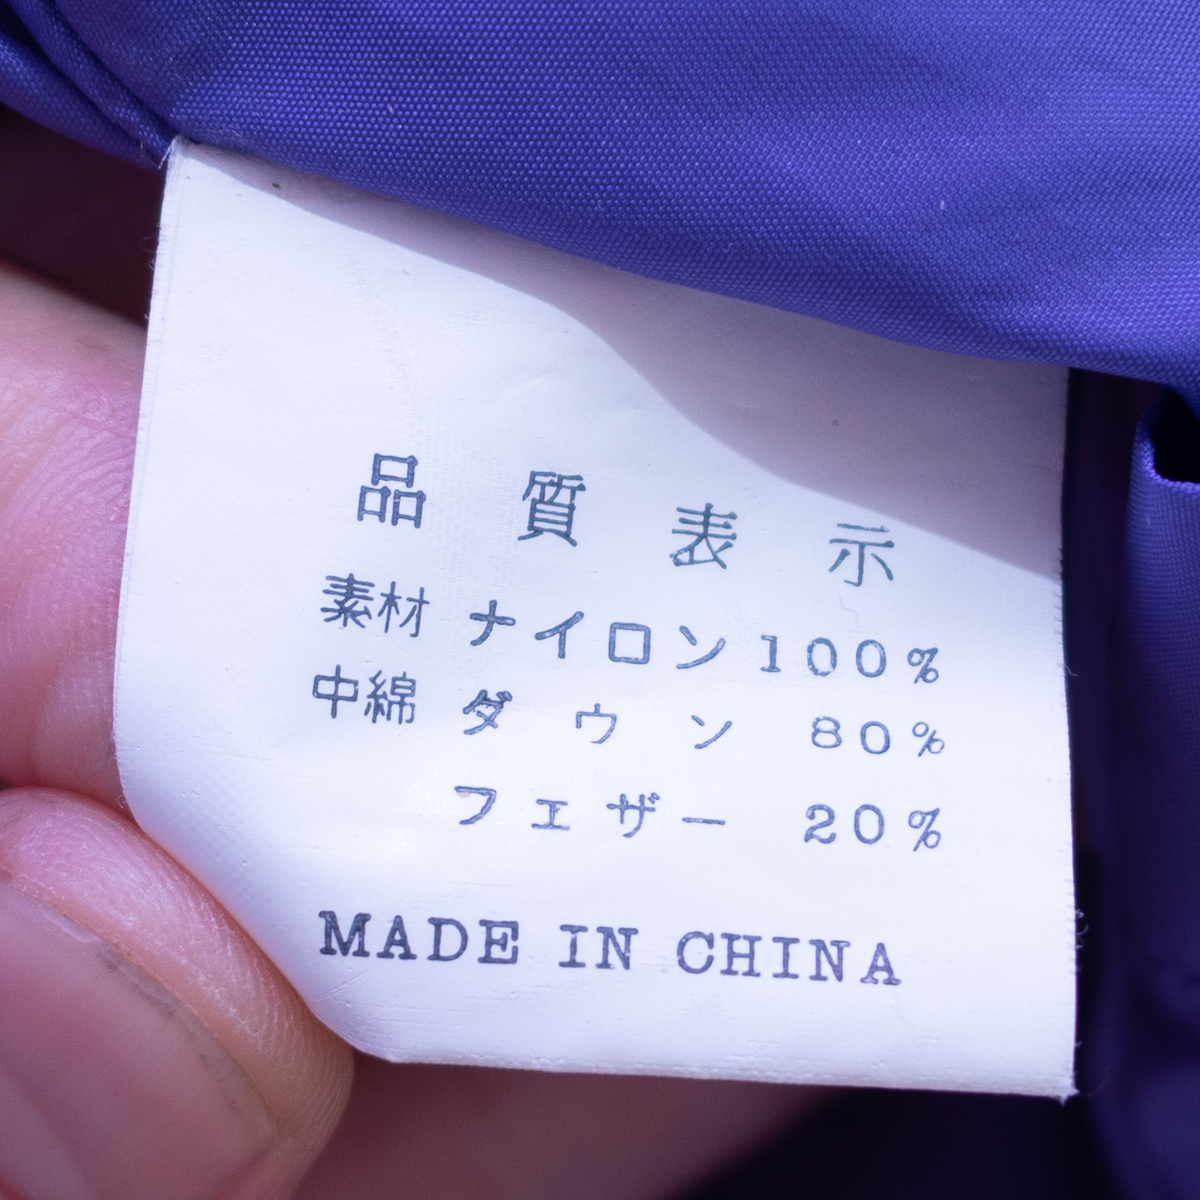 品質表示
素材 ナイロン100%
中綿 ダウン 80%
フェザー 20%
MADE IN CHINA